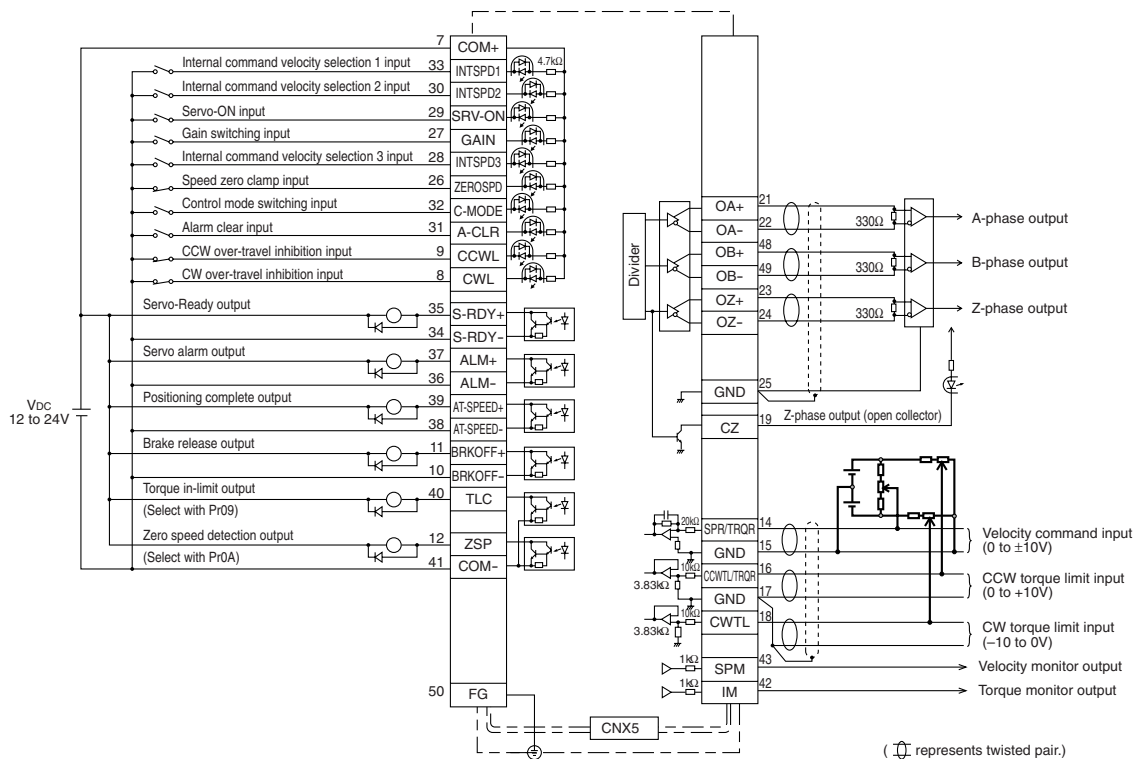 7 COM+
Internal command velocity selection 1 input 33 INTSPD1 4.7kΩ
Internal command velocity selection 2 input 30 INTSPD2
Servo-ON input 29 SRV-ON
Gain switching input 27 GAIN
Internal command velocity selection 3 input 28 INTSPD3
Speed zero clamp input 26 ZEROSPD
Control mode switching input 32 C-MODE
Alarm clear input 31 A-CLR
CCW over-travel inhibition input 9 CCWL
CW over-travel inhibition input 8 CWL
Servo-Ready output 35 S-RDY+
34 S-RDY−
Servo alarm output 37 ALM+
36 ALM−
VDC
12 to 24V
Positioning complete output 39 AT-SPEED+
38 AT-SPEED-
Brake release output 11 BRKOFF+
10 BRKOFF−
Torque in-limit output 40 TLC
(Select with Pr09)
Zero speed detection output 12 ZSP
(Select with Pr0A) 41 COM−
50 FG
CNX5
Divider
OA+ 21
OA− 22 330Ω A-phase output
OB+ 48
OB− 49 330Ω B-phase output
OZ+ 23
OZ− 24 330Ω Z-phase output
GND 25
CZ 19 Z-phase output (open collector)
20kΩ SPR/TRQR 14 Velocity command input
GND 15 (0 to ±10V)
10kΩ CCWTL/TRQR 16 CCW torque limit input
3.83kΩ
GND 17 (0 to +10V)
10kΩ CWTL 18 CW torque limit input
3.83kΩ
(−10 to 0V)
1kΩ SPM 43 Velocity monitor output
1kΩ IM 42 Torque monitor output
( represents twisted pair.)